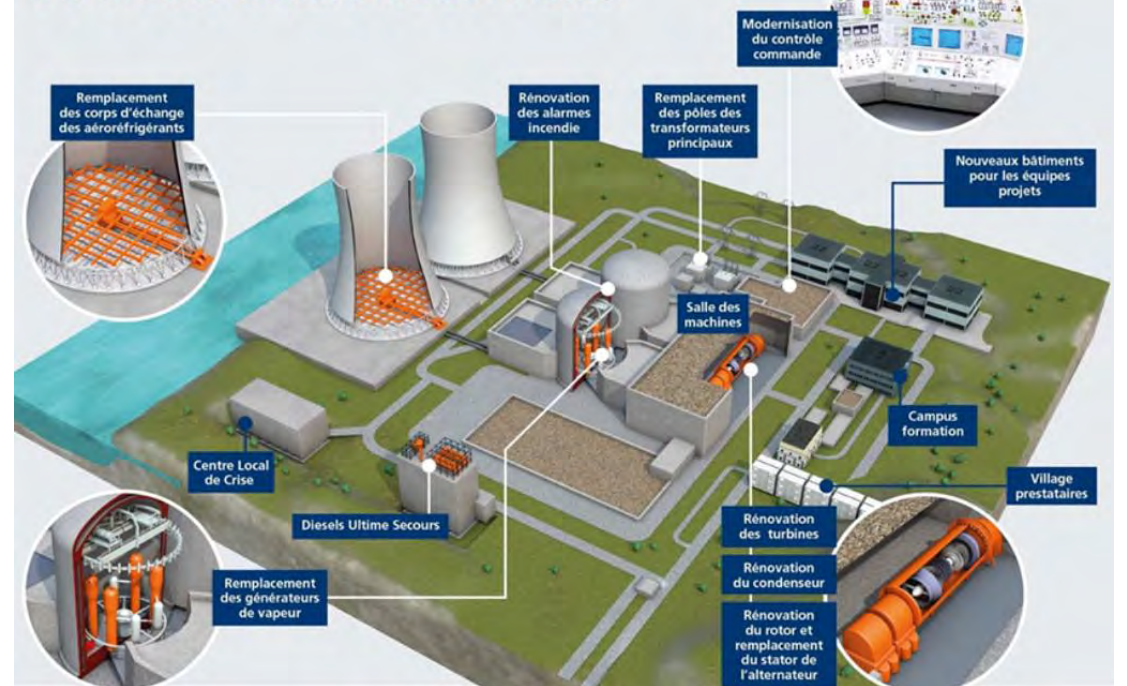 Modernisation
du contrôle
commande
Remplacement
des corps d'échange
des aéroréfrigérants
Rénovation
des alarmes
incendie
Remplacement
des pôles des
transformateurs
principaux
Nouveaux bâtiments
pour les équipes
projets
Salle des
machines
Campus
formation
Centre Local
de Crise
Village
prestataires
Diesels Ultime Secours
Rénovation
des turbines
Rénovation
du condenseur
Remplacement
des générateurs
de vapeur
Rénovation
du rotor et
remplacement
du stator de
l'alternateur